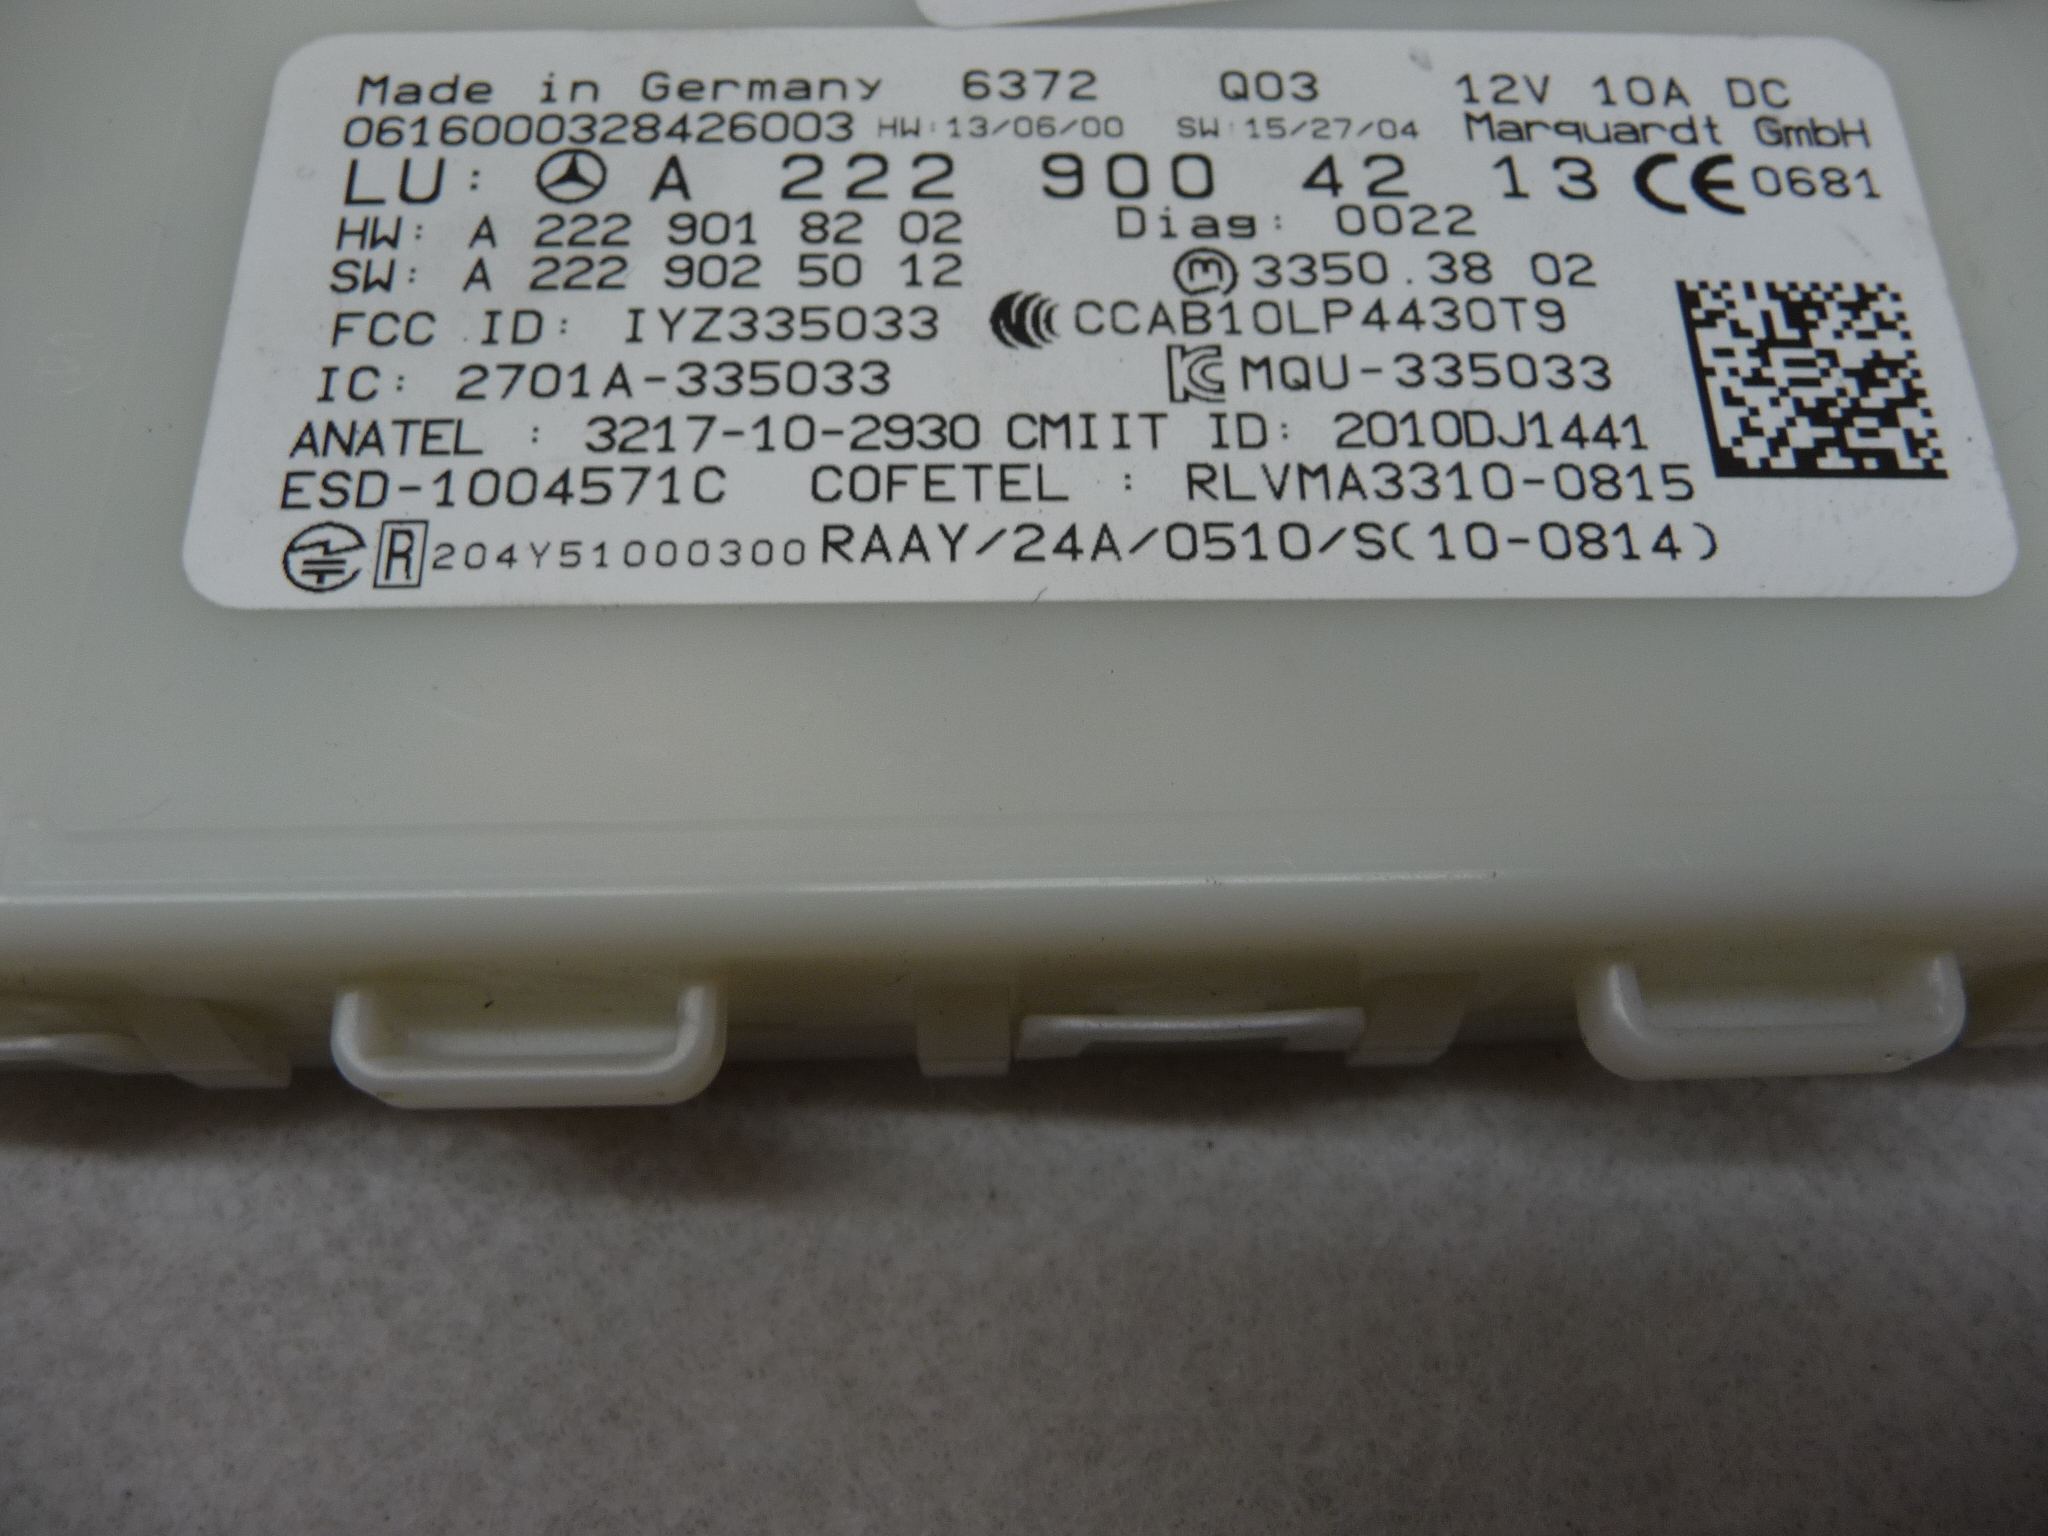 Made in Germany 6372 Q03 12V 10A DC
0616000328426003 HW:13/06/00 SW:15/27/04 Marquardt GmbH
LU: A 222 900 42 13 CE 0681
HW: A 222 901 82 02 Diag: 0022
SW: A 222 902 50 12 m 3350.38 02
FCC ID: IYZ335033 CCAB10LP4430T9
IC: 2701A-335033 MQU-335033
ANATEL : 3217-10-2930 CMIIT ID: 2010DJ1441
ESD-1004571C COFETEL : RLVMA3310-0815
R 204Y51000300 RAAY/24A/0510/S(10-0814)